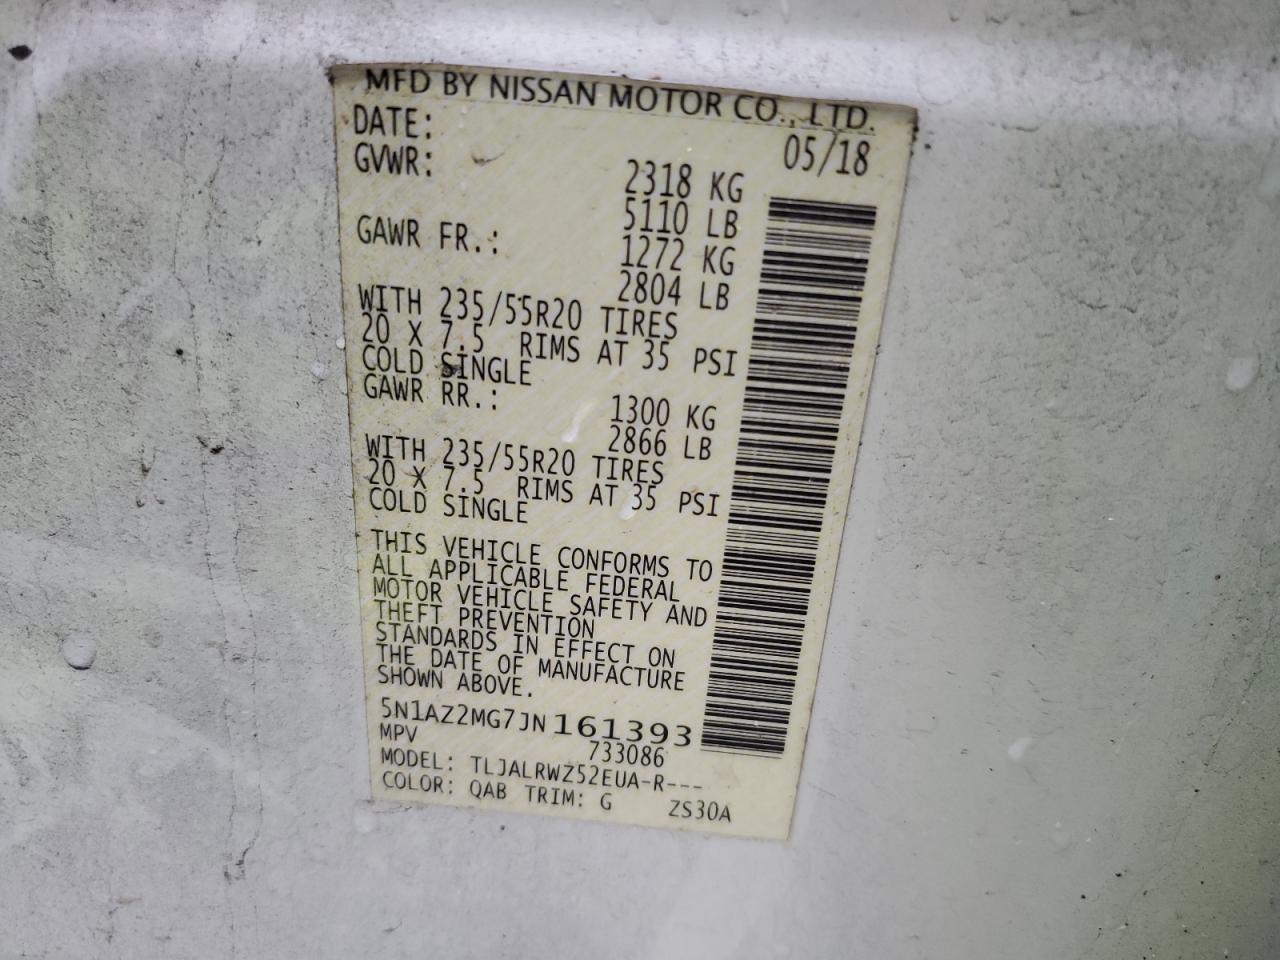 MFD BY NISSAN MOTOR CO., LTD.
DATE: 05/18
GVWR: 2318 KG
5110 LB
GAWR FR.: 1272 KG
2804 LB
WITH 235/55R20 TIRES
20 X 7.5 RIMS AT 35 PSI
COLD SINGLE
GAWR RR.: 1300 KG
2866 LB
WITH 235/55R20 TIRES
20 X 7.5 RIMS AT 35 PSI
COLD SINGLE
THIS VEHICLE CONFORMS TO
ALL APPLICABLE FEDERAL
MOTOR VEHICLE SAFETY AND
THEFT PREVENTION
STANDARDS IN EFFECT ON
THE DATE OF MANUFACTURE
SHOWN ABOVE.
5N1AZ2MG7JN161393
MPV 733086
MODEL: TLJALRWZ52EUA-R---
COLOR: QAB TRIM: G ZS30A